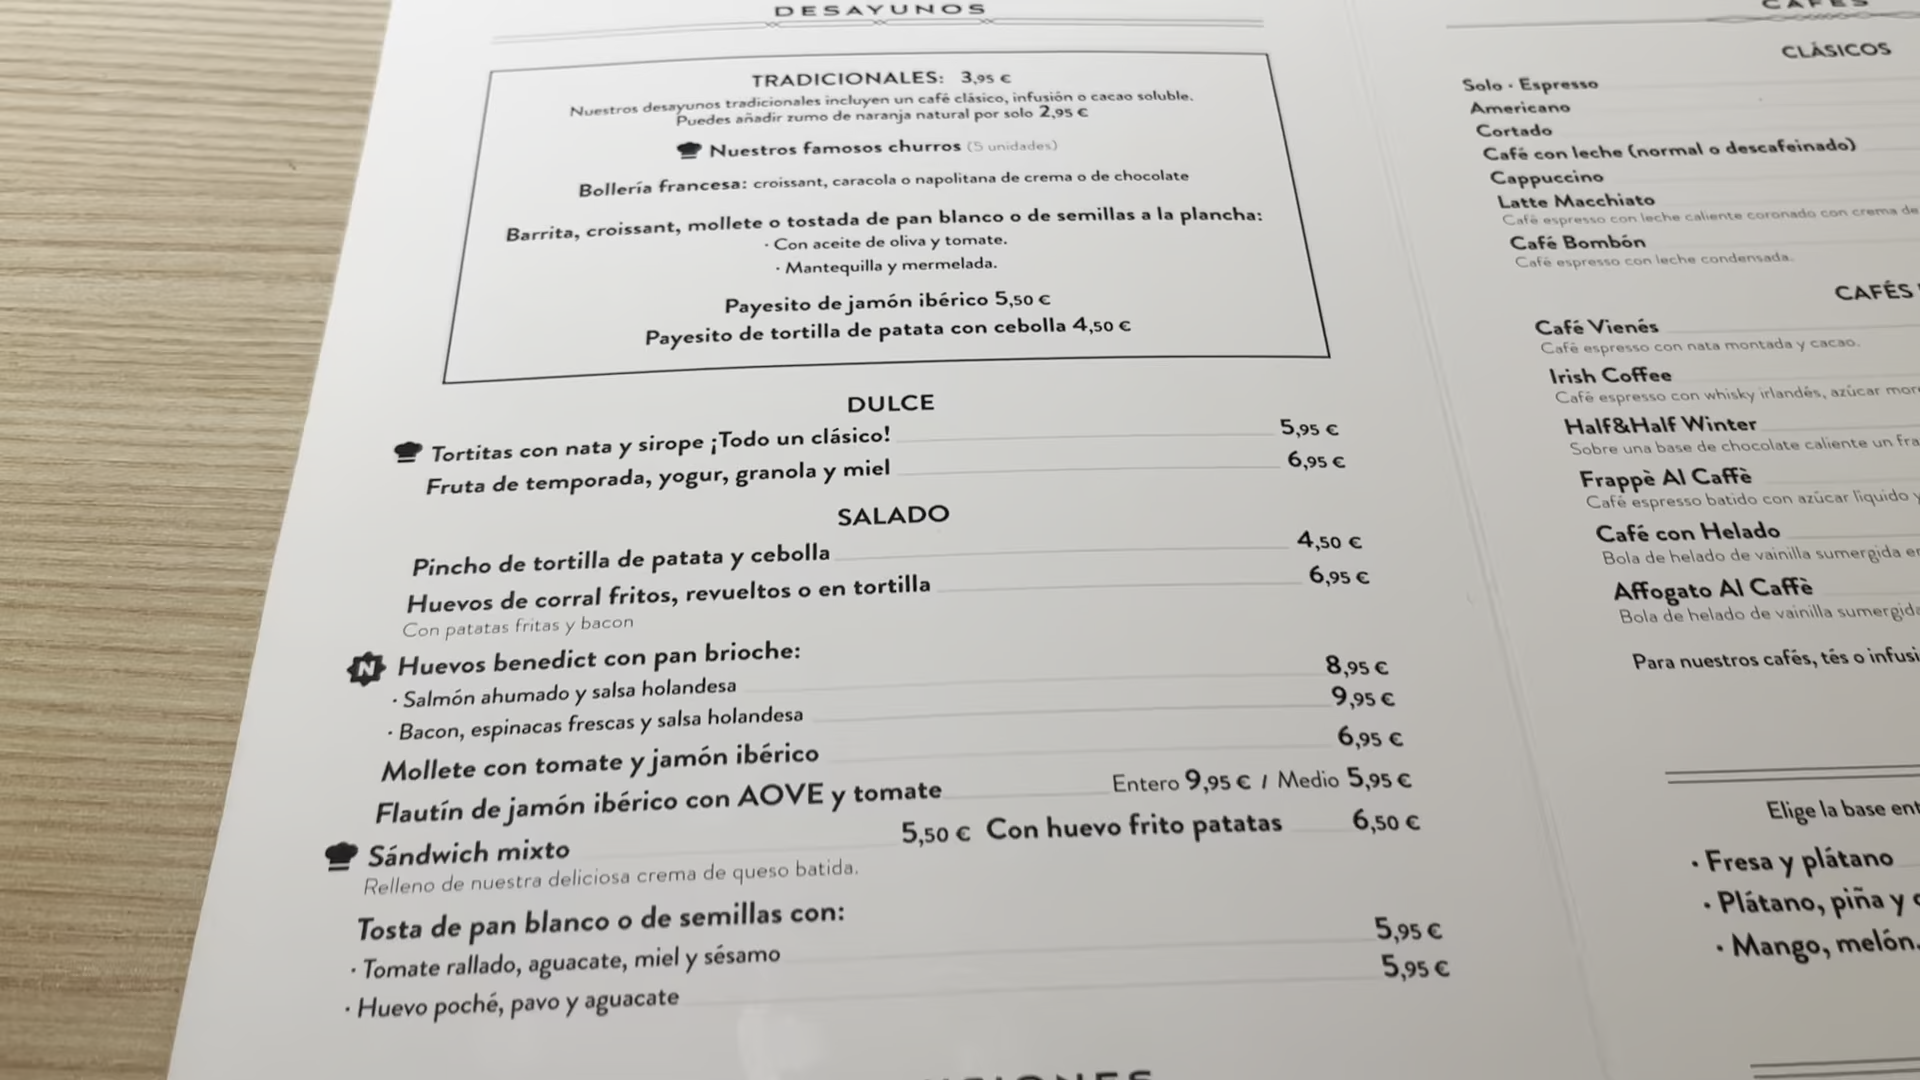 DESAYUNOS
TRADICIONALES: 3,95 €
Nuestros desayunos tradicionales incluyen un café clásico, infusión o cacao soluble.
Puedes añadir zumo de naranja natural por solo 2,95 €
Nuestros famosos churros (5 unidades)
Bollería francesa: croissant, caracola o napolitana de crema o de chocolate
Barrita, croissant, mollete o tostada de pan blanco o de semillas a la plancha:
· Con aceite de oliva y tomate.
· Mantequilla y mermelada.
Payesito de jamón ibérico 5,50 €
Payesito de tortilla de patata con cebolla 4,50 €
DULCE
Tortitas con nata y sirope ¡Todo un clásico! 5,95 €
Fruta de temporada, yogur, granola y miel 6,95 €
SALADO
Pincho de tortilla de patata y cebolla 4,50 €
Huevos de corral fritos, revueltos o en tortilla 6,95 €
Con patatas fritas y bacon
N Huevos benedict con pan brioche:
· Salmón ahumado y salsa holandesa 8,95 €
· Bacon, espinacas frescas y salsa holandesa 9,95 €
Mollete con tomate y jamón ibérico 6,95 €
Flautín de jamón ibérico con AOVE y tomate Entero 9,95 € / Medio 5,95 €
Sándwich mixto 5,50 € Con huevo frito patatas 6,50 €
Relleno de nuestra deliciosa crema de queso batida.
Tosta de pan blanco o de semillas con:
· Tomate rallado, aguacate, miel y sésamo 5,95 €
· Huevo poché, pavo y aguacate 5,95 €
CAFÉS
CLÁSICOS
Solo · Espresso
Americano
Cortado
Café con leche (normal o descafeinado)
Cappuccino
Latte Macchiato
Café espresso con leche caliente coronado con crema de
Café Bombón
Café espresso con leche condensada.
CAFÉS
Café Vienés
Café espresso con nata montada y cacao.
Irish Coffee
Café espresso con whisky irlandés, azúcar
Half&Half Winter
Sobre una base de chocolate caliente un
Frappè Al Caffè
Café espresso batido con azúcar líquido y
Café con Helado
Bola de helado de vainilla sumergida
Affogato Al Caffè
Bola de helado de vainilla sumergida
Para nuestros cafés, tés o
Elige la base
· Fresa y plátano
· Plátano, piña y
· Mango, melón